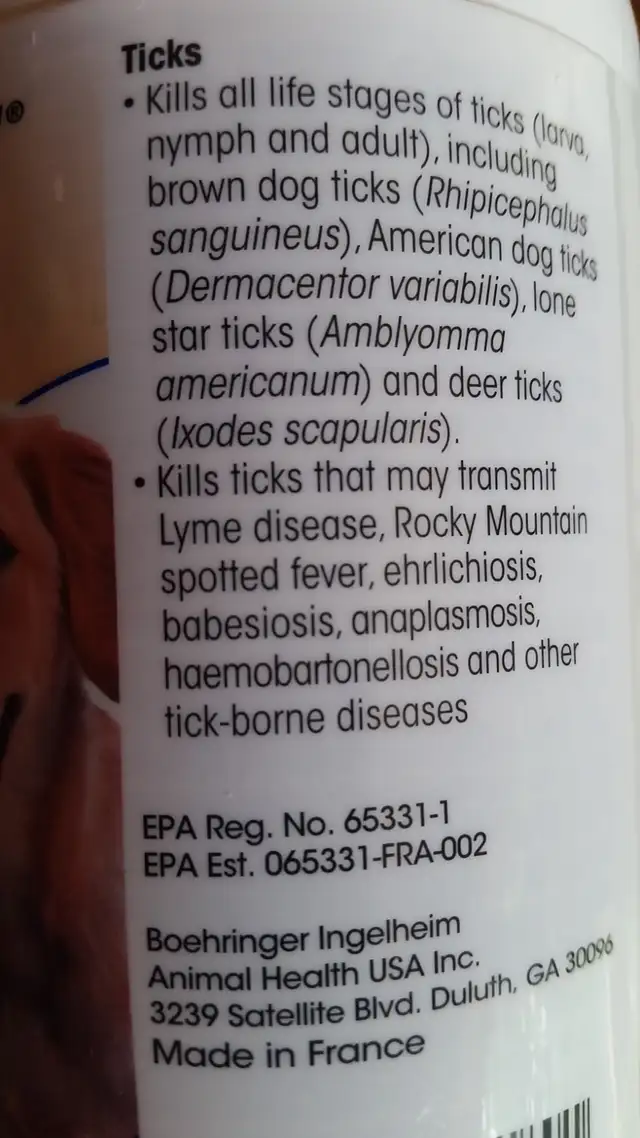 Ticks
• Kills all life stages of ticks (larva,
nymph and adult), including
brown dog ticks (Rhipicephalus
sanguineus), American dog ticks
(Dermacentor variabilis), lone
star ticks (Amblyomma
americanum) and deer ticks
(Ixodes scapularis).
• Kills ticks that may transmit
Lyme disease, Rocky Mountain
spotted fever, ehrlichiosis,
babesiosis, anaplasmosis,
haemobartonellosis and other
tick-borne diseases
EPA Reg. No. 65331-1
EPA Est. 065331-FRA-002
Boehringer Ingelheim
Animal Health USA Inc.
3239 Satellite Blvd. Duluth, GA 30096
Made in France